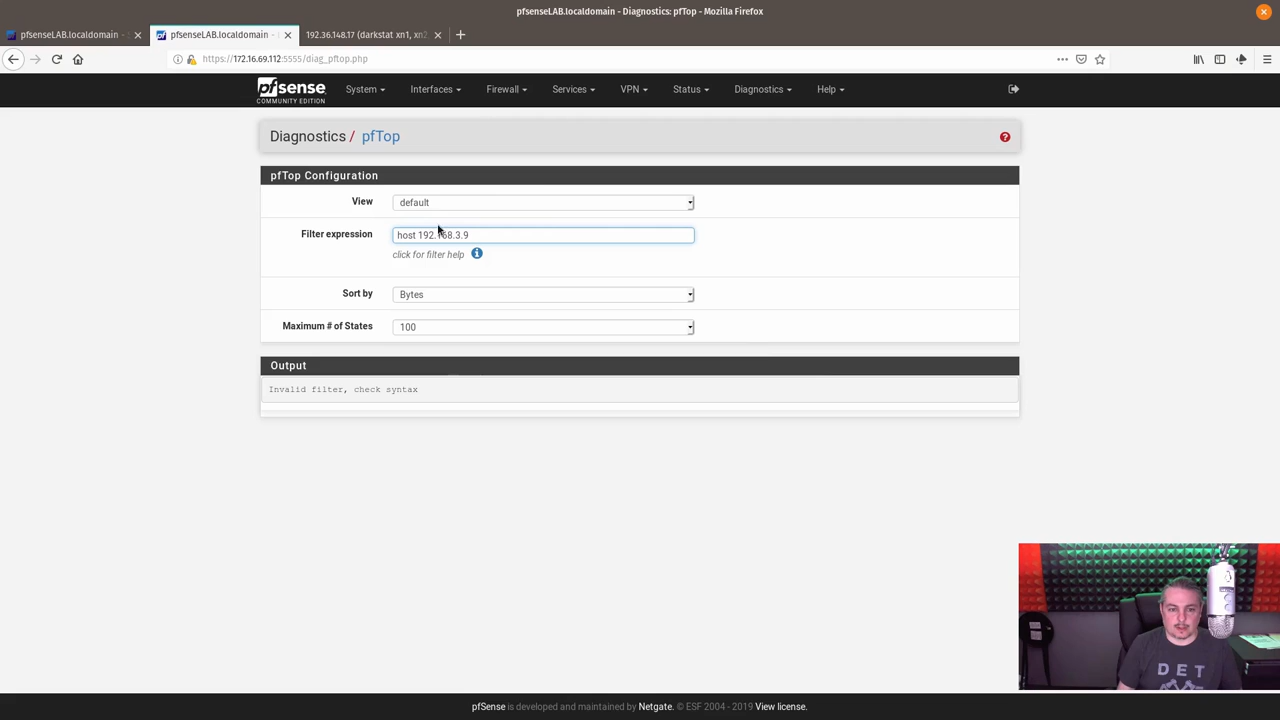 pfsenseLAB.localdomain - Diagnostics: pfTop - Mozilla Firefox
pfsenseLAB.localdomain -
pfsenseLAB.localdomain -
192.36.148.17 (darkstat xn1, xn2
https://172.16.69.112:5555/diag_pftop.php
pfsense
COMMUNITY EDITION
System
Interfaces
Firewall
Services
VPN
Status
Diagnostics
Help
Diagnostics / pfTop
pfTop Configuration
View
default
Filter expression
host 192.168.3.9
click for filter help
Sort by
Bytes
Maximum # of States
100
Output
Invalid filter, check syntax
DET
pfSense is developed and maintained by Netgate. © ESF 2004 - 2019 View license.